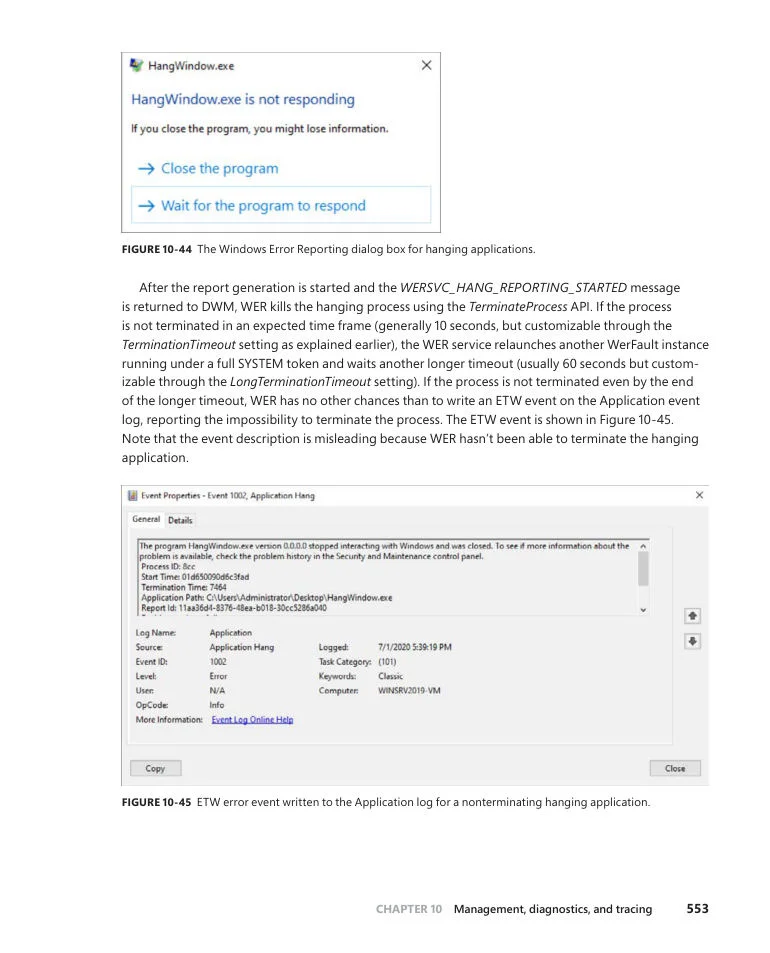 HangWindow.exe
HangWindow.exe is not responding
If you close the program, you might lose information.
→ Close the program
→ Wait for the program to respond
FIGURE 10-44 The Windows Error Reporting dialog box for hanging applications.
After the report generation is started and the WERSVC_HANG_REPORTING_STARTED message
is returned to DWM, WER kills the hanging process using the TerminateProcess API. If the process
is not terminated in an expected time frame (generally 10 seconds, but customizable through the
TerminationTimeout setting as explained earlier), the WER service relaunches another WerFault instance
running under a full SYSTEM token and waits another longer timeout (usually 60 seconds but custom-
izable through the LongTerminationTimeout setting). If the process is not terminated even by the end
of the longer timeout, WER has no other chances than to write an ETW event on the Application event
log, reporting the impossibility to terminate the process. The ETW event is shown in Figure 10-45.
Note that the event description is misleading because WER hasn't been able to terminate the hanging
application.
Event Properties - Event 1002, Application Hang
General Details
The program HangWindow.exe version 0.0.0.0 stopped interacting with Windows and was closed. To see if more information about the
problem is available, check the problem history in the Security and Maintenance control panel.
Process ID: 8cc
Start Time: 01d650090d6c3fad
Termination Time: 7464
Application Path: C:\Users\Administrator\Desktop\HangWindow.exe
Report Id: 11aa36d4-8376-48ea-b018-30cc5286a040
Log Name: Application
Source: Application Hang Logged: 7/1/2020 5:39:19 PM
Event ID: 1002 Task Category: (101)
Level: Error Keywords: Classic
User: N/A Computer: WINSRV2019-VM
OpCode: Info
More Information: Event Log Online Help
Copy Close
FIGURE 10-45 ETW error event written to the Application log for a nonterminating hanging application.
CHAPTER 10 Management, diagnostics, and tracing 553